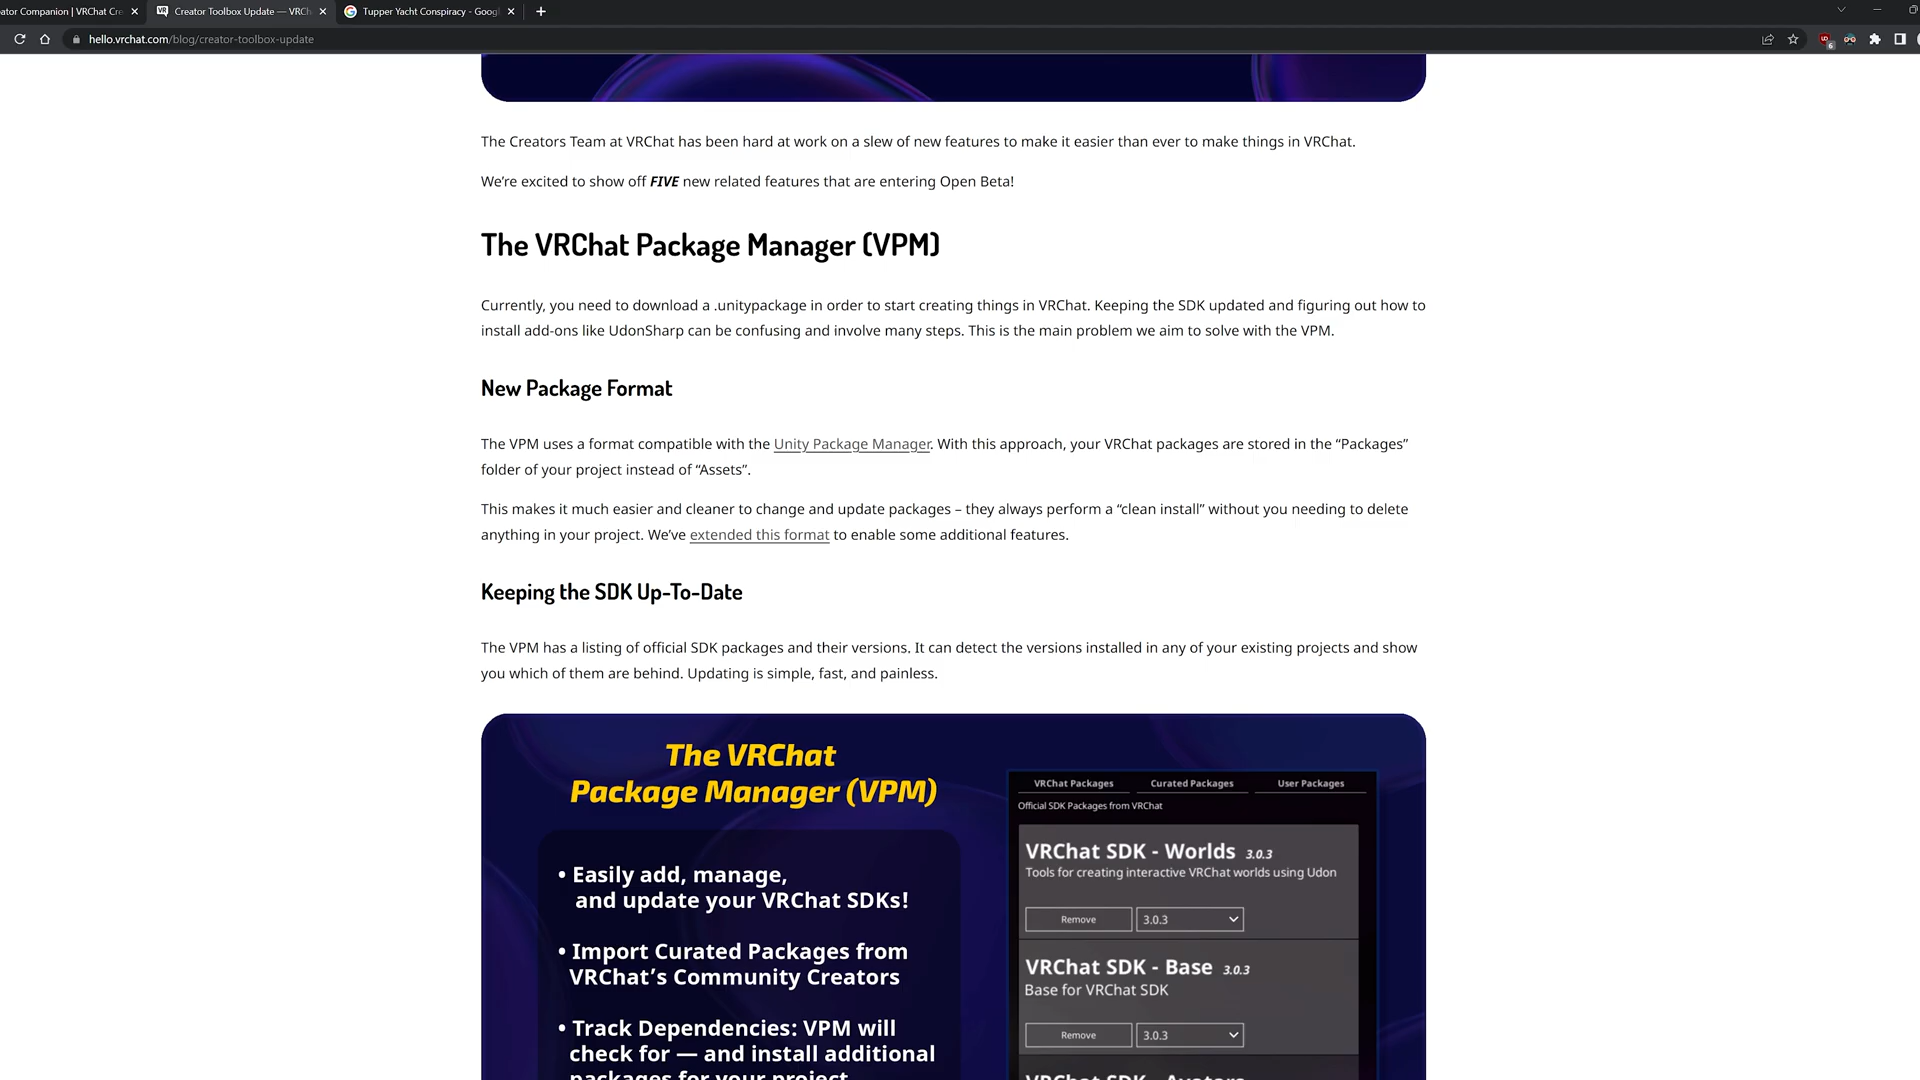 ator Companion | VRChat Cre
Creator Toolbox Update — VRCh
Tupper Yacht Conspiracy - Goog
hello.vrchat.com/blog/creator-toolbox-update
6
The Creators Team at VRChat has been hard at work on a slew of new features to make it easier than ever to make things in VRChat.
We’re excited to show off FIVE new related features that are entering Open Beta!
The VRChat Package Manager (VPM)
Currently, you need to download a .unitypackage in order to start creating things in VRChat. Keeping the SDK updated and figuring out how to
install add-ons like UdonSharp can be confusing and involve many steps. This is the main problem we aim to solve with the VPM.
New Package Format
The VPM uses a format compatible with the Unity Package Manager. With this approach, your VRChat packages are stored in the “Packages”
folder of your project instead of “Assets”.
This makes it much easier and cleaner to change and update packages – they always perform a “clean install” without you needing to delete
anything in your project. We’ve extended this format to enable some additional features.
Keeping the SDK Up-To-Date
The VPM has a listing of official SDK packages and their versions. It can detect the versions installed in any of your existing projects and show
you which of them are behind. Updating is simple, fast, and painless.
The VRChat
Package Manager (VPM)
• Easily add, manage,
and update your VRChat SDKs!
• Import Curated Packages from
VRChat’s Community Creators
• Track Dependencies: VPM will
check for — and install additional
packages for your project
VRChat Packages Curated Packages User Packages
Official SDK Packages from VRChat
VRChat SDK - Worlds 3.0.3
Tools for creating interactive VRChat worlds using Udon
Remove 3.0.3
VRChat SDK - Base 3.0.3
Base for VRChat SDK
Remove 3.0.3
VRChat SDK - Avatars